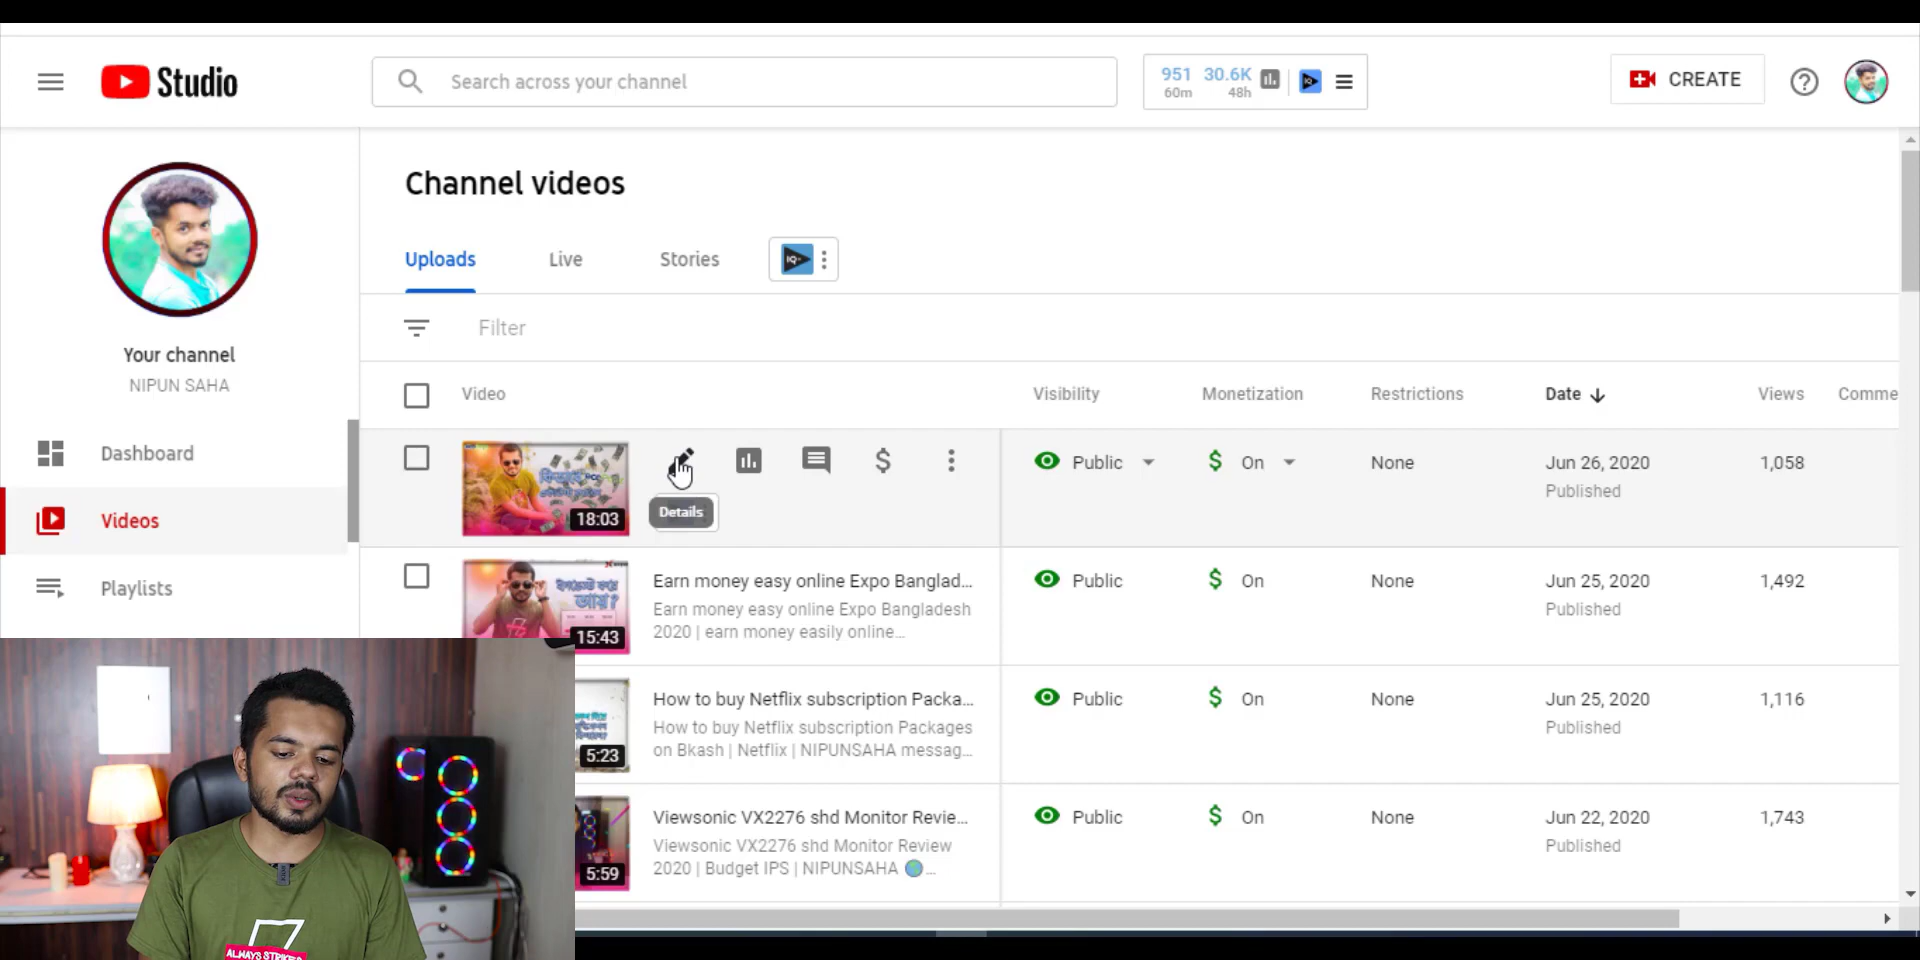 Studio
Search across your channel
951 30.6K
60m 48h
CREATE
Channel videos
Uploads Live Stories
IQ
Your channel
NIPUN SAHA
Filter
Video Visibility Monetization Restrictions Date Views Comme
Dashboard
Videos
Playlists
18:03
Details
Public On None Jun 26, 2020 1,058
Published
আয়?
15:43
Earn money easy online Expo Banglad...
Earn money easy online Expo Bangladesh
2020 | earn money easily online...
Public On None Jun 25, 2020 1,492
Published
5:23
How to buy Netflix subscription Packa...
How to buy Netflix subscription Packages
on Bkash | Netflix | NIPUNSAHA messag...
Public On None Jun 25, 2020 1,116
Published
5:59
Viewsonic VX2276 shd Monitor Revie...
Viewsonic VX2276 shd Monitor Review
2020 | Budget IPS | NIPUNSAHA 🌏...
Public On None Jun 22, 2020 1,743
Published
ALWAYS STRIKE